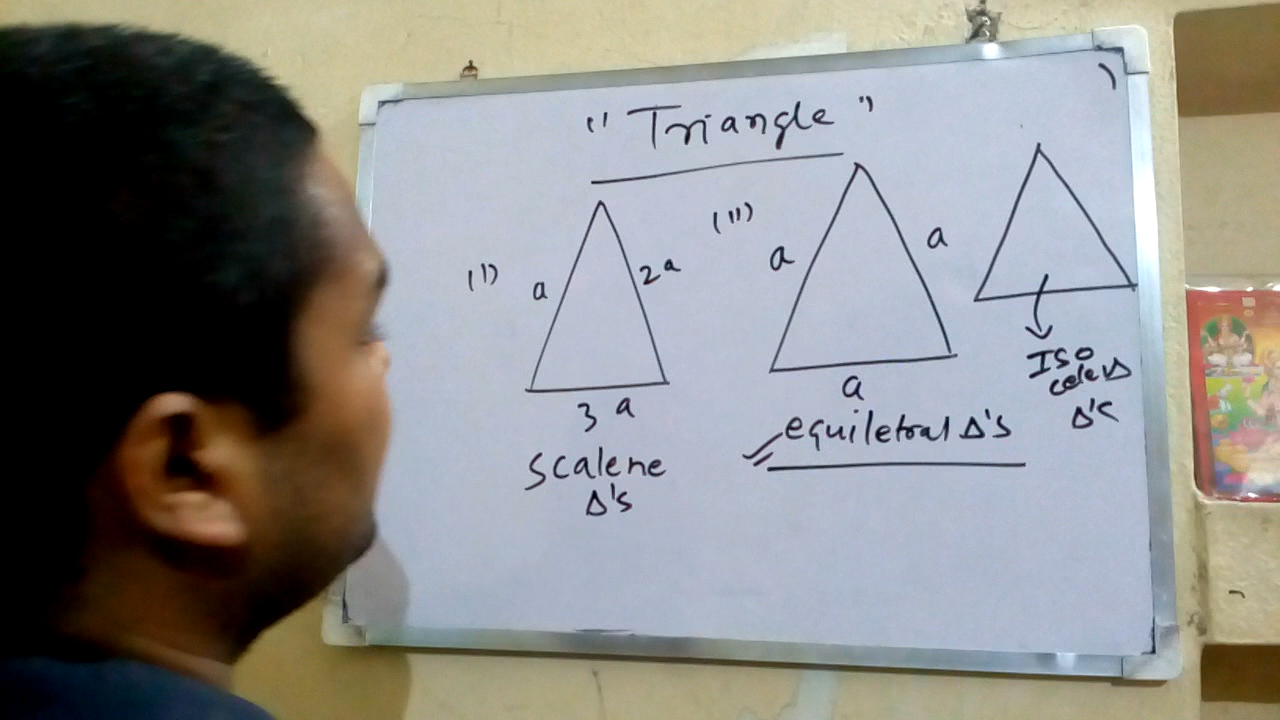 "Triangle"
(I)
a
2a
3 a
Scalene
Δ's
(II)
a
a
a
equiletral Δ's
Iso
celes
Δ's